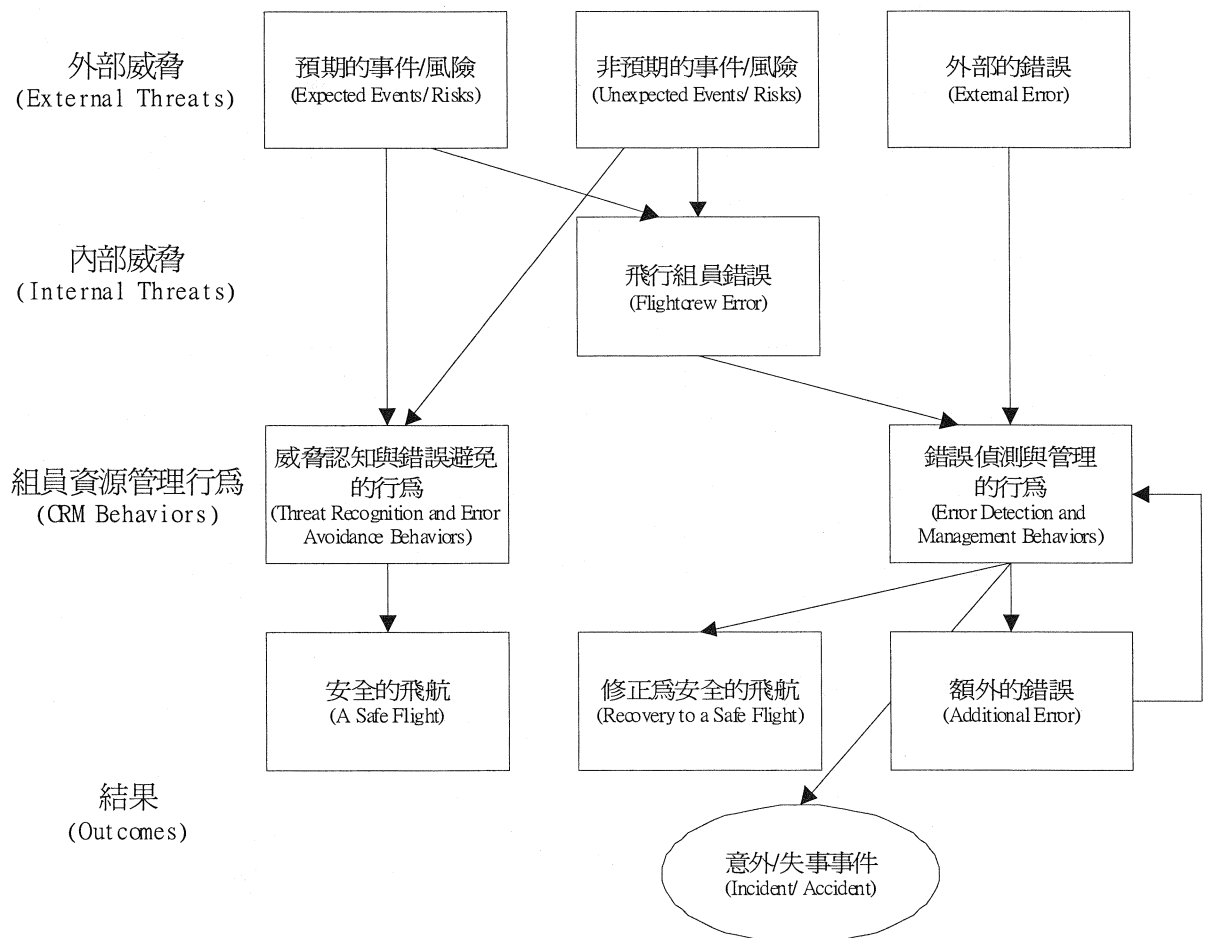 外部威脅
(External Threats)
預期的事件/風險
(Expected Events/ Risks)
非預期的事件/風險
(Unexpected Events/ Risks)
外部的錯誤
(External Error)
內部威脅
(Internal Threats)
飛行組員錯誤
(Flightcrew Error)
組員資源管理行為
(CRM Behaviors)
威脅認知與錯誤避免
的行為
(Threat Recognition and Error
Avoidance Behaviors)
錯誤偵測與管理
的行為
(Error Detection and
Management Behaviors)
安全的飛航
(A Safe Flight)
修正為安全的飛航
(Recovery to a Safe Flight)
額外的錯誤
(Additional Error)
結果
(Outcomes)
意外/失事事件
(Incident/ Accident)